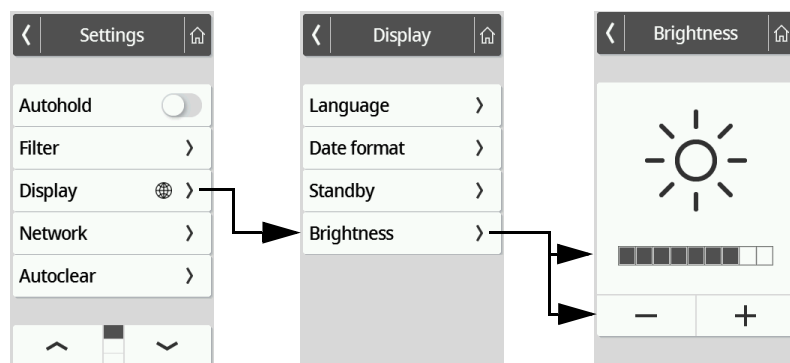 Settings
Autohold
Filter
Display
Network
Autoclear
Display
Language
Date format
Standby
Brightness
Brightness